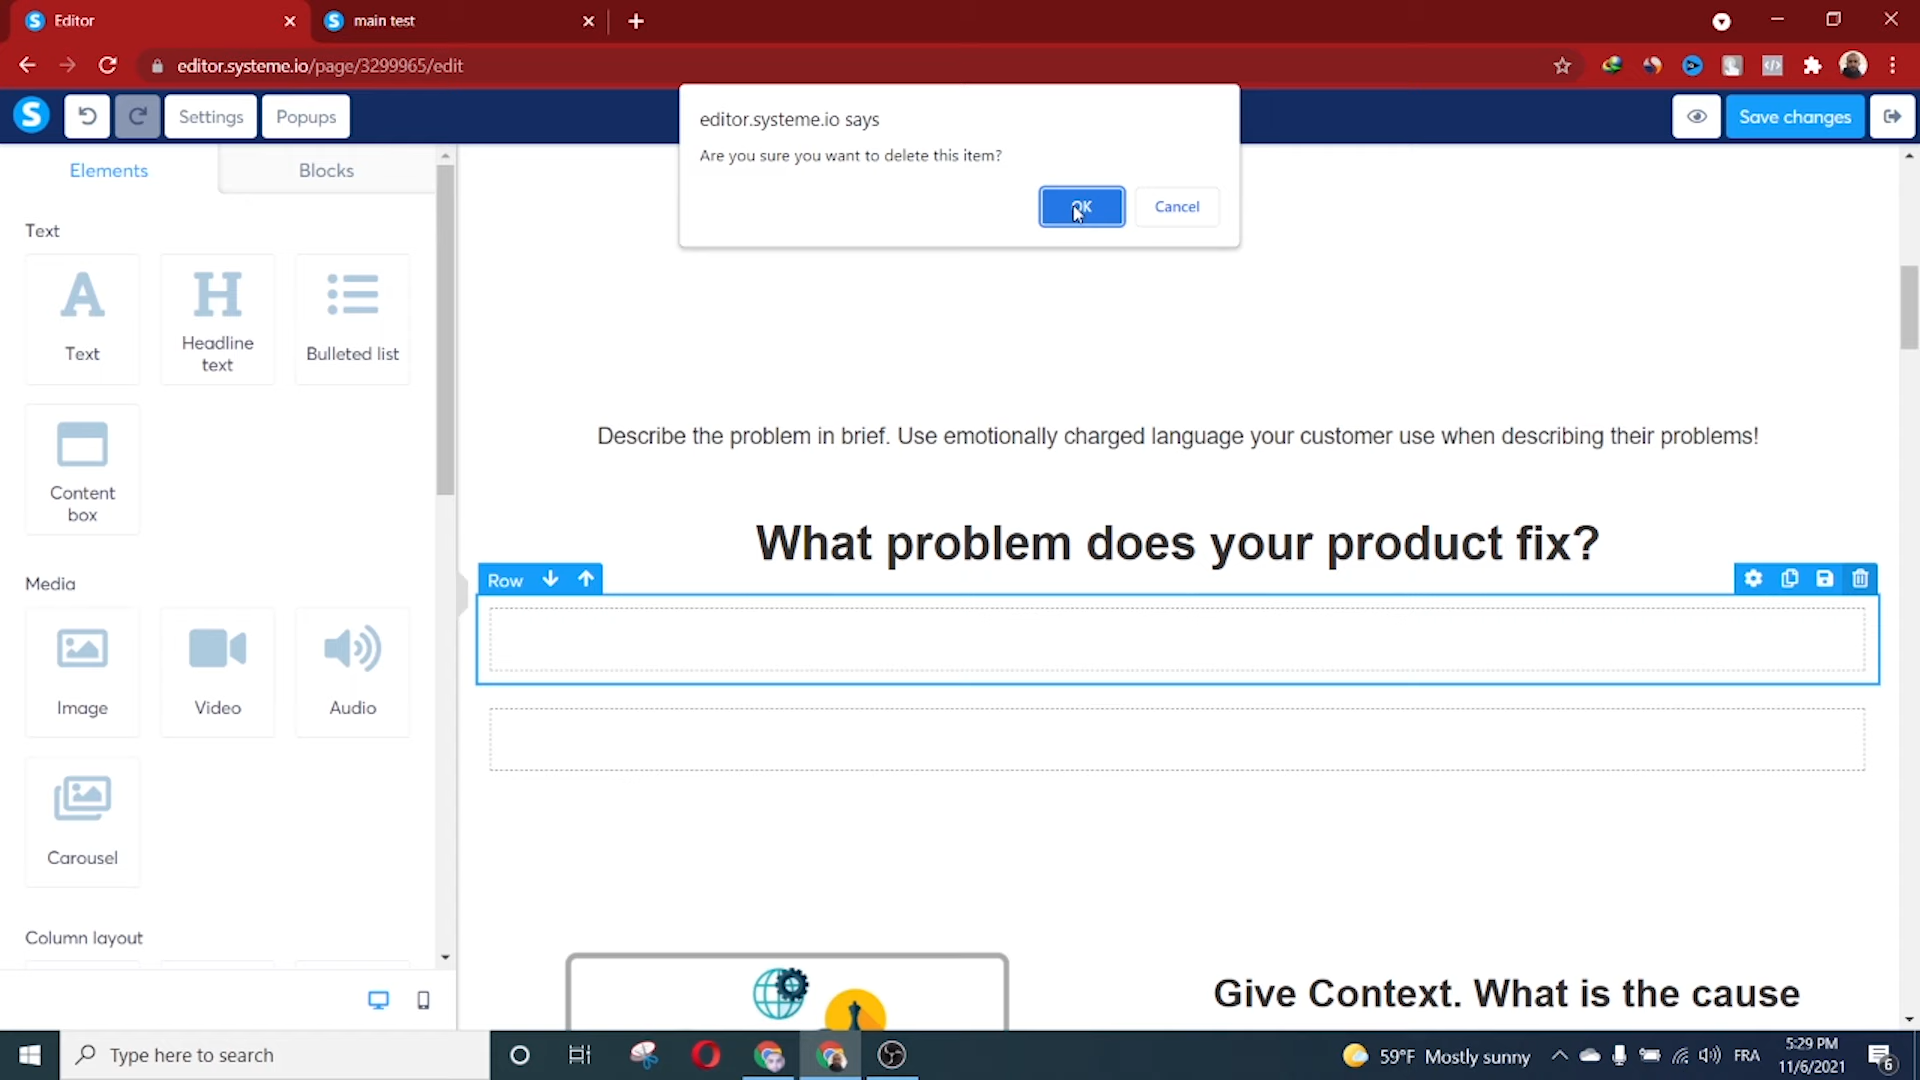 Editor
main test
editor.systeme.io/page/3299965/edit
S
Settings
Popups
Save changes
editor.systeme.io says
Are you sure you want to delete this item?
OK
Cancel
Elements
Blocks
Text
A
Text
H
Headline
text
Bulleted list
Content
box
Media
Image
Video
Audio
Carousel
Column layout
Describe the problem in brief. Use emotionally charged language your customer use when describing their problems!
What problem does your product fix?
Row
Give Context. What is the cause
Type here to search
59°F Mostly sunny
FRA
5:29 PM
11/6/2021
6